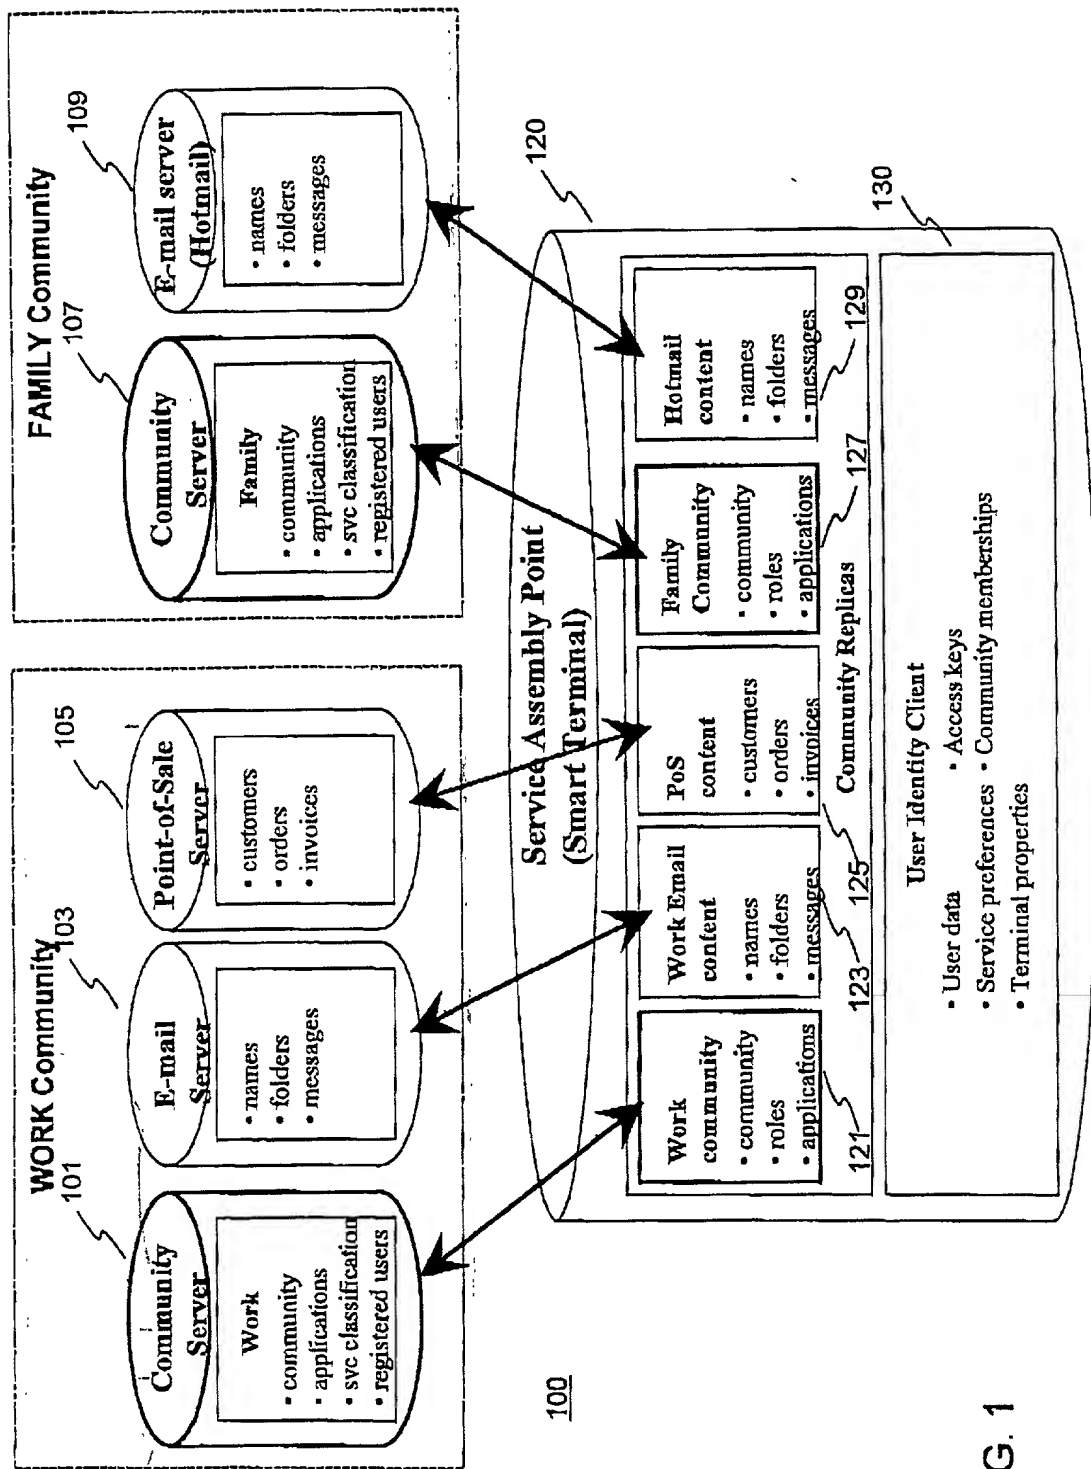 WORK Community
101
Community
Server
Work
• community
• applications
• svc classification
• registered users
103
E-mail
Server
• names
• folders
• messages
105
Point-of-Sale
Server
• customers
• orders
• invoices
FAMILY Community
107
Community
Server
Family
• community
• applications
• svc classification
• registered users
109
E-mail server
(Hotmail)
• names
• folders
• messages
100
120
Service Assembly Point
(Smart Terminal)
Work
community
• community
• roles
• applications
121
Work Email
content
• names
• folders
• messages
123
PoS
content
• customers
• orders
• invoices
125
Family
Community
• community
• roles
• applications
127
Hotmail
content
• names
• folders
• messages
129
Community Replicas
130
User Identity Client
• User data
• Access keys
• Service preferences
• Community memberships
• Terminal properties
G. 1